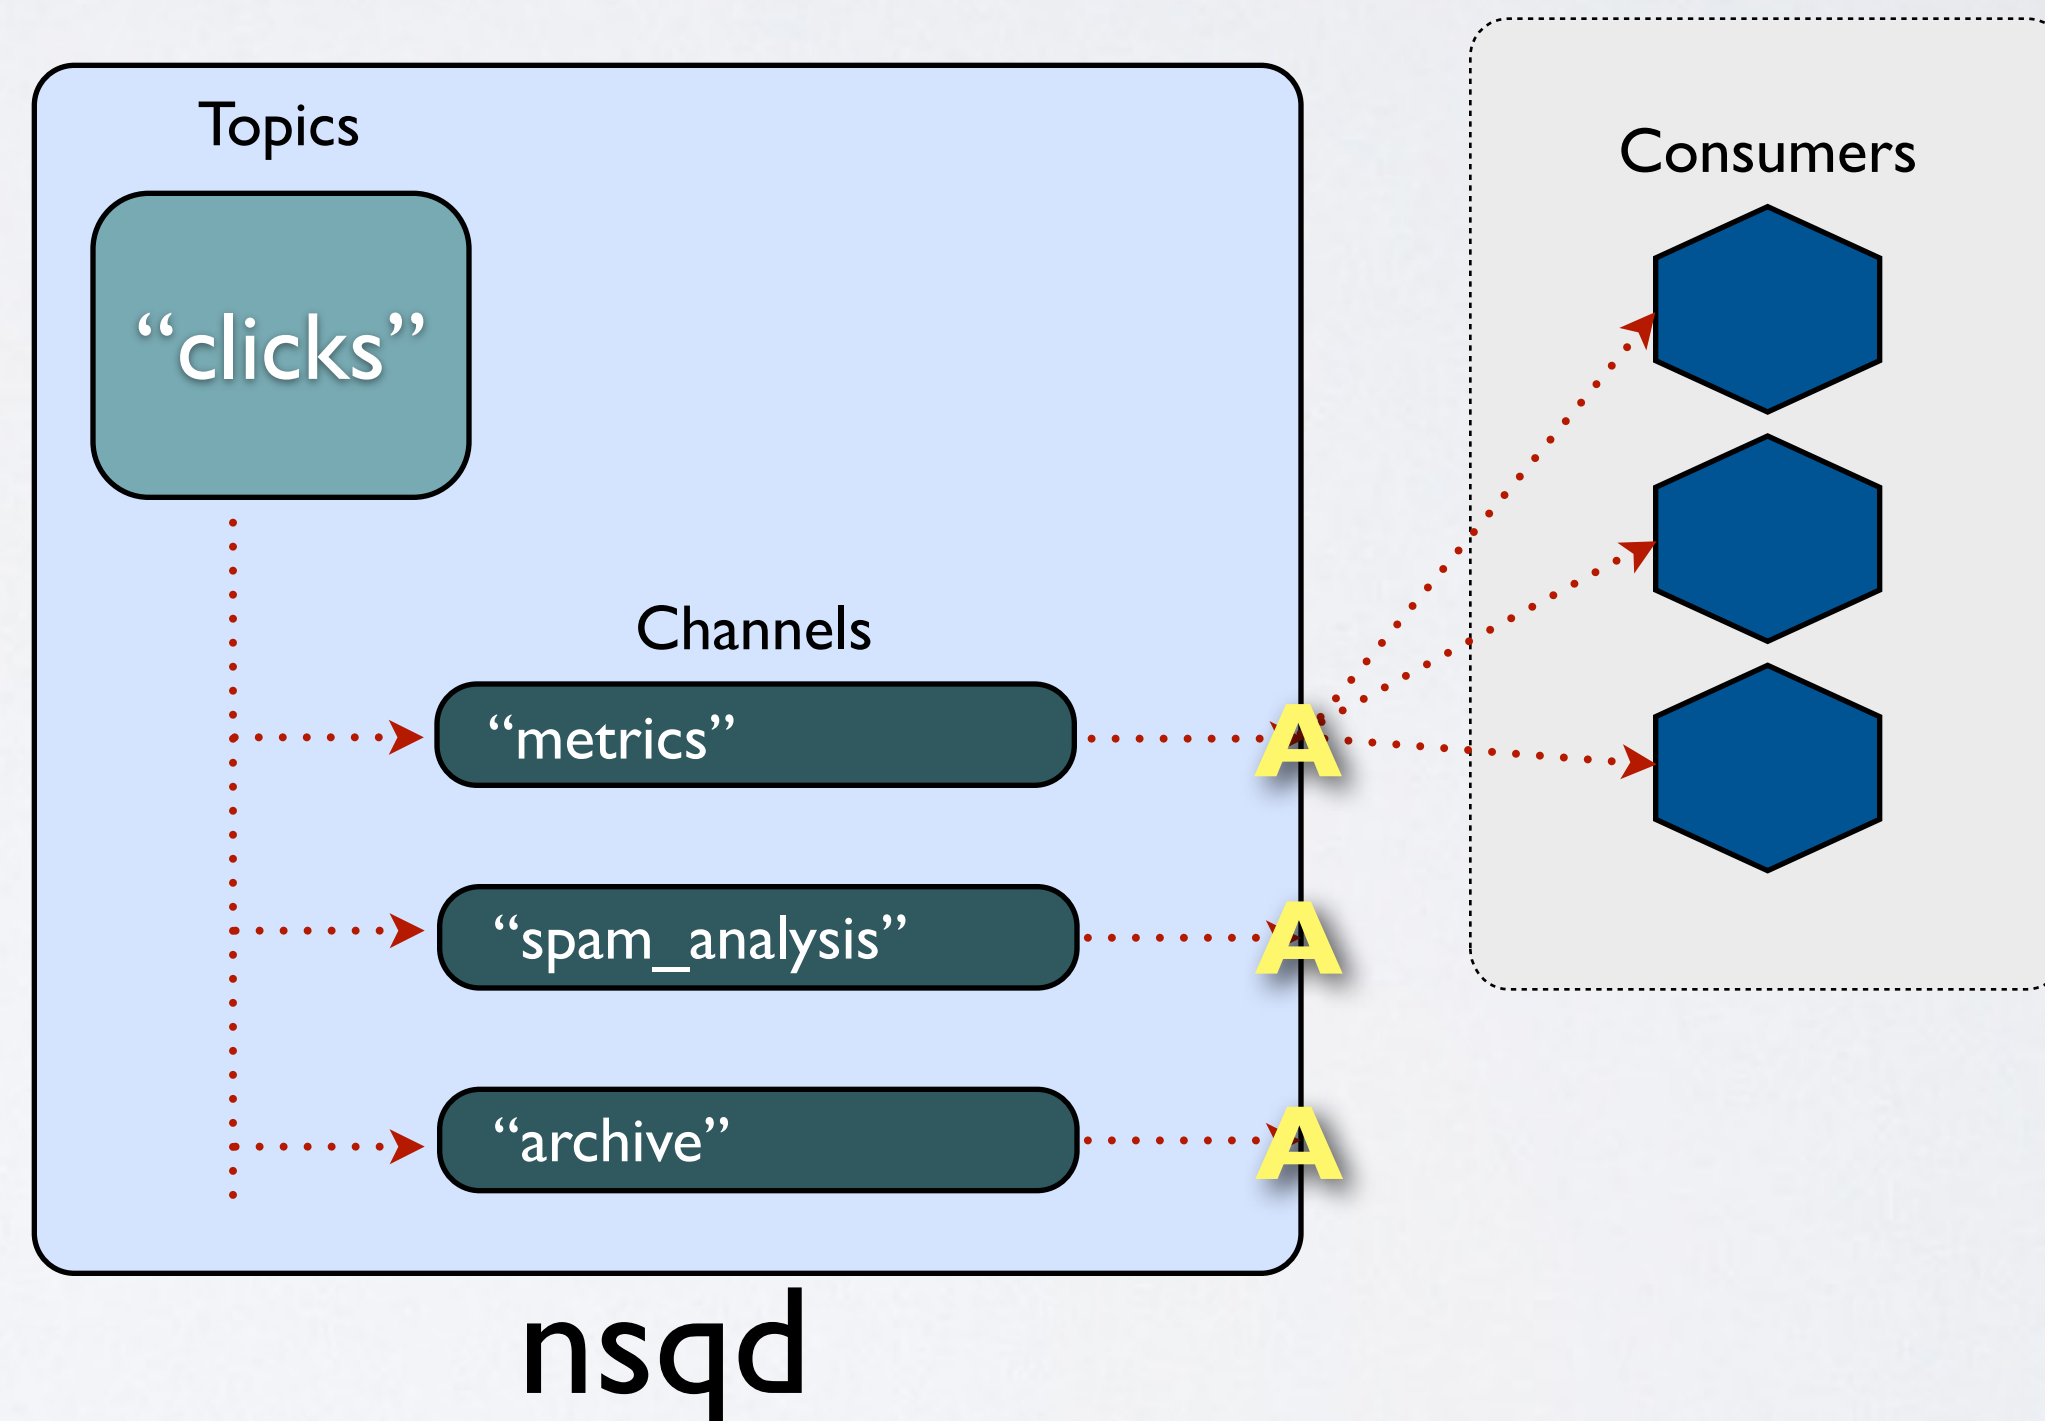 Topics
Consumers
“clicks”
Channels
“metrics”
A
“spam_analysis”
A
“archive”
A
nsqd